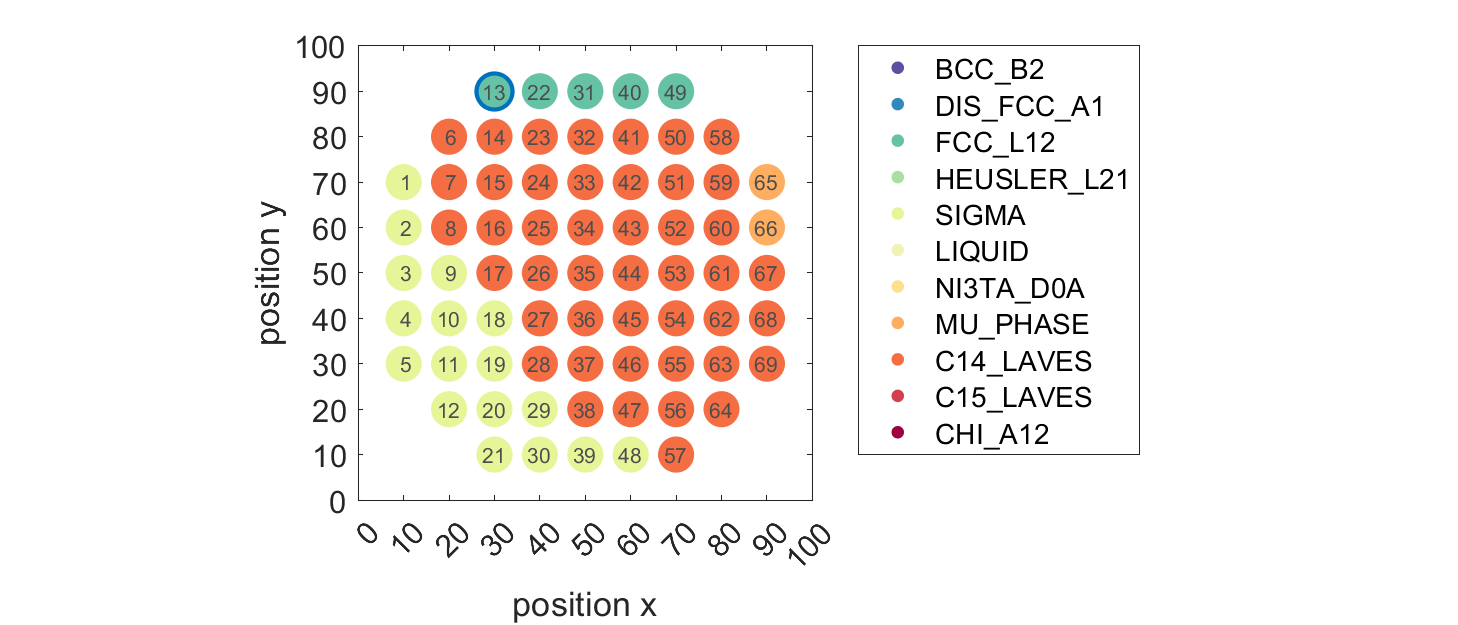 100
90
80
70
60
50
40
30
20
10
0
position y
13 22 31 40 49
6 14 23 32 41 50 58
1 7 15 24 33 42 51 59 65
2 8 16 25 34 43 52 60 66
3 9 17 26 35 44 53 61 67
4 10 18 27 36 45 54 62 68
5 11 19 28 37 46 55 63 69
12 20 29 38 47 56 64
21 30 39 48 57
0 10 20 30 40 50 60 70 80 90 100
position x
BCC_B2
DIS_FCC_A1
FCC_L12
HEUSLER_L21
SIGMA
LIQUID
NI3TA_D0A
MU_PHASE
C14_LAVES
C15_LAVES
CHI_A12